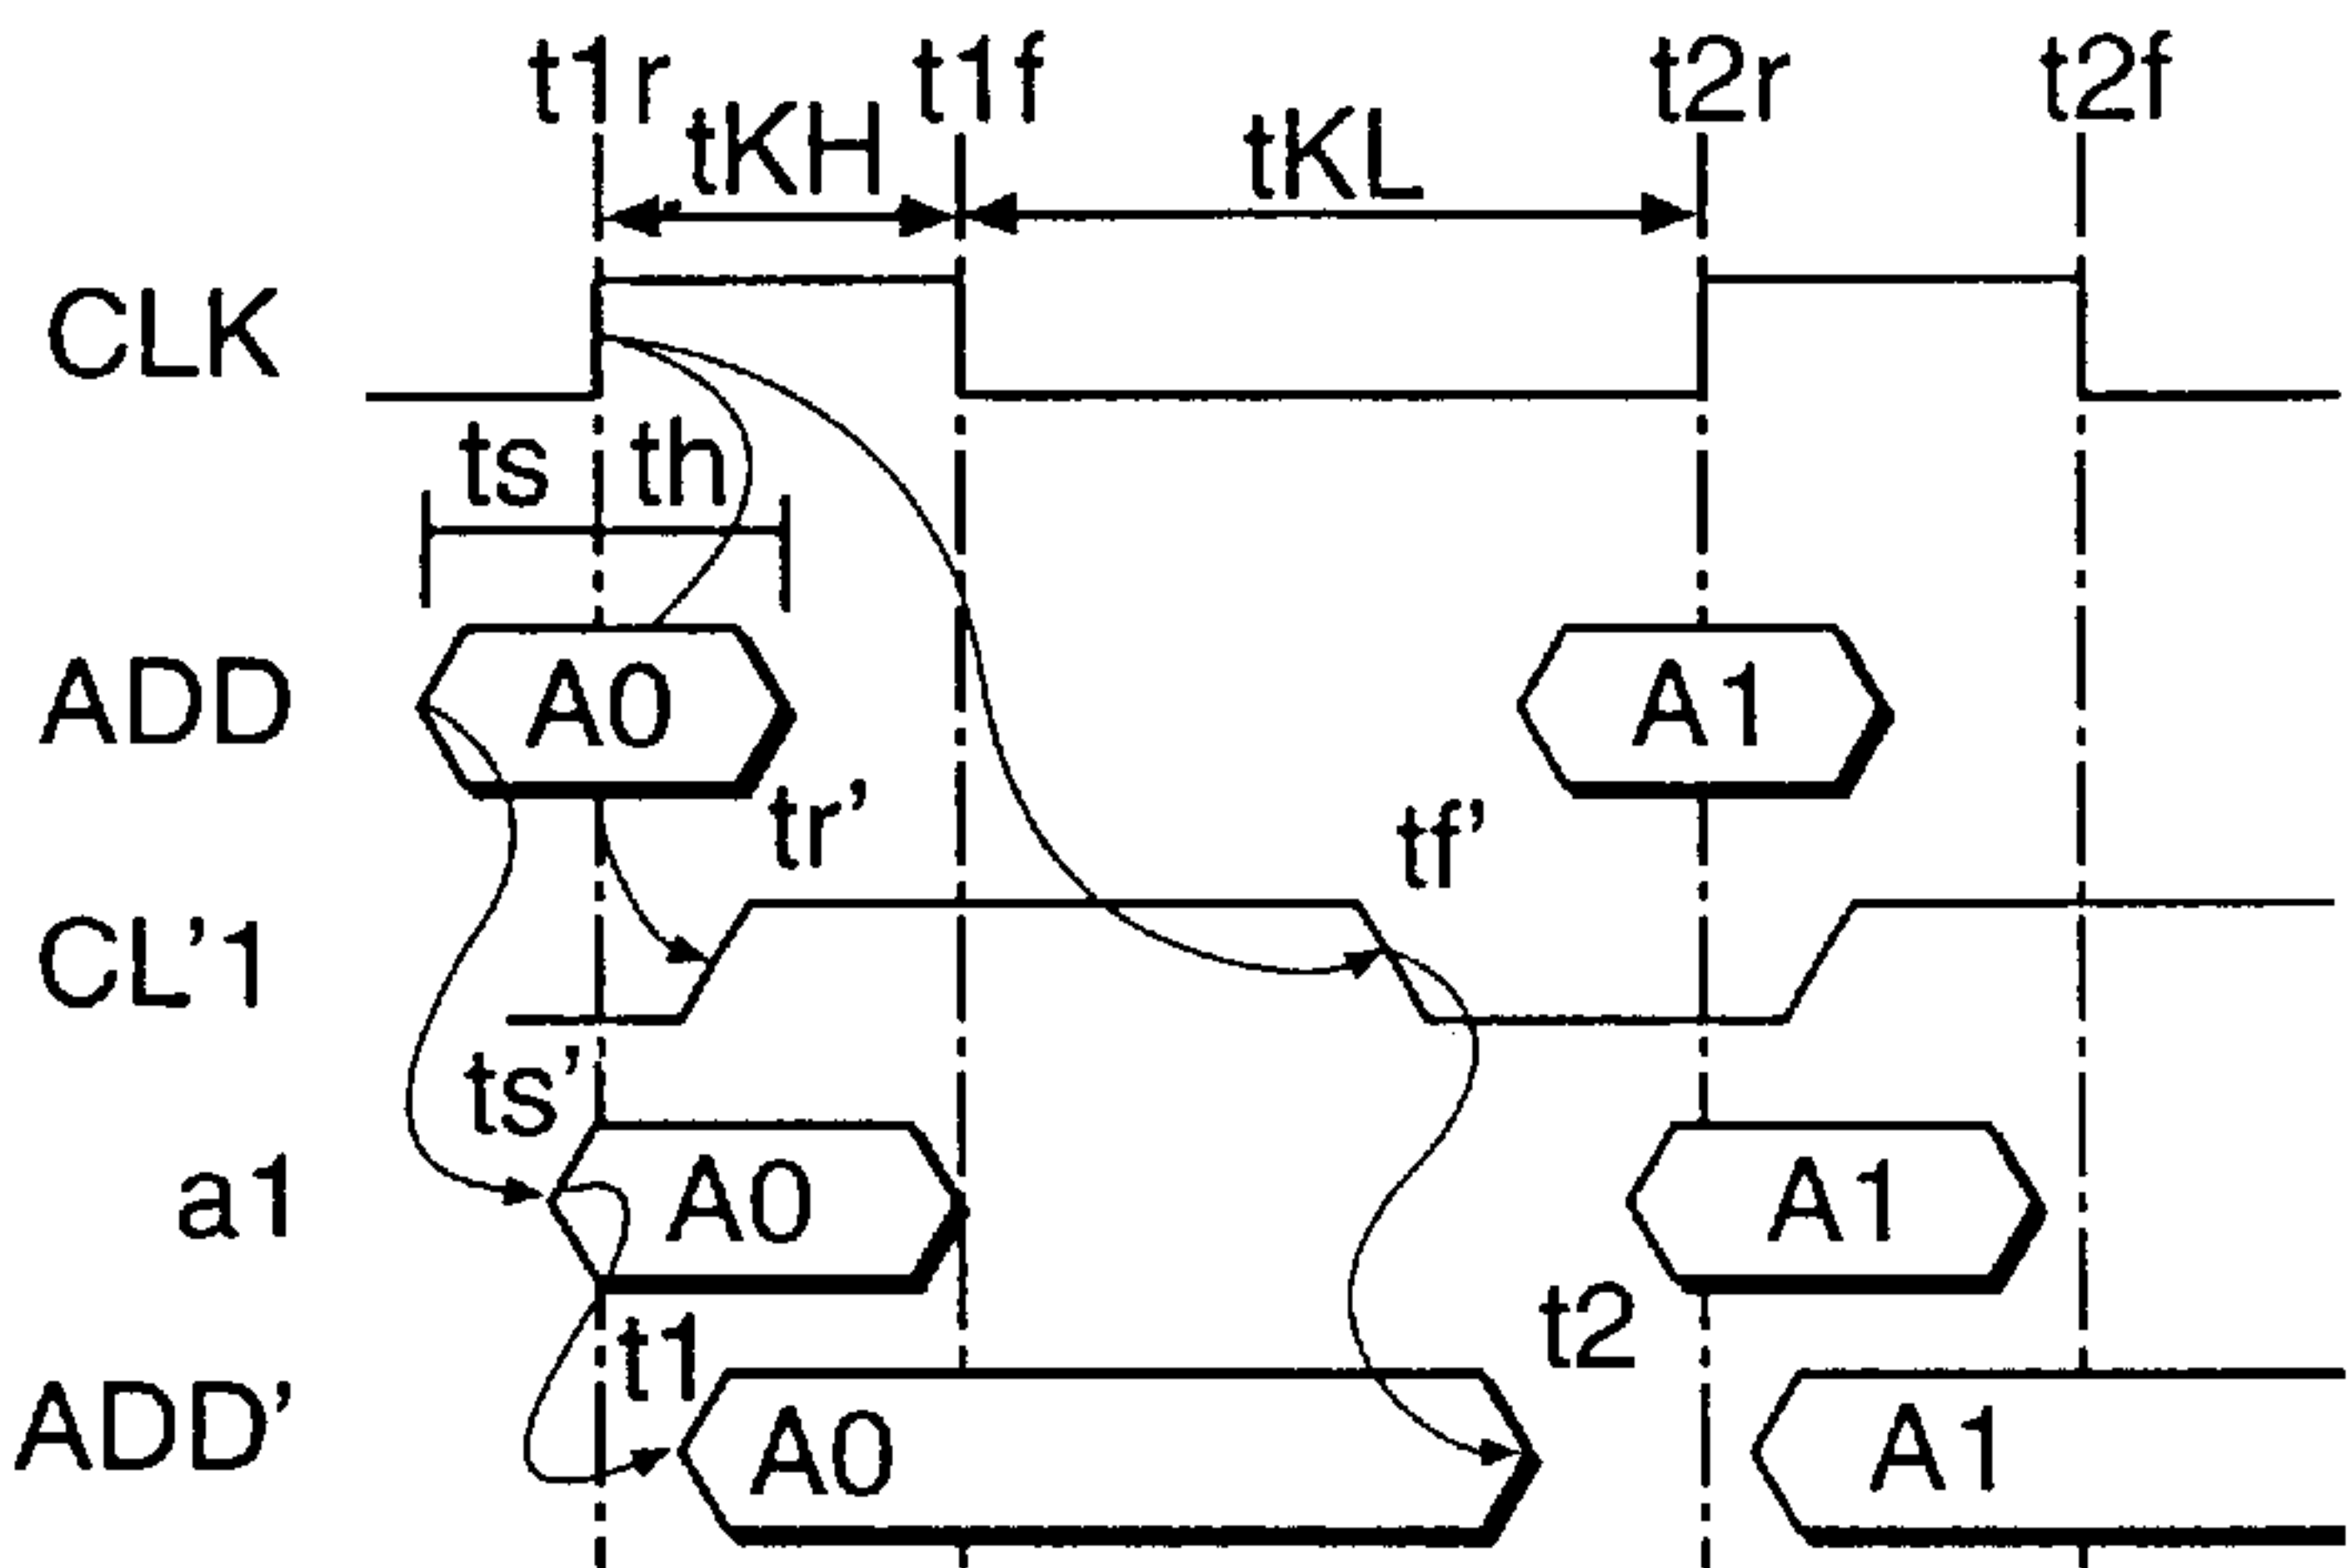 t1r t1f t2r t2f
tKH tKL
CLK
ts th
ADD A0 A1
tr' tf'
CL'1
ts'
a1 A0 A1
t1 t2
ADD' A0 A1